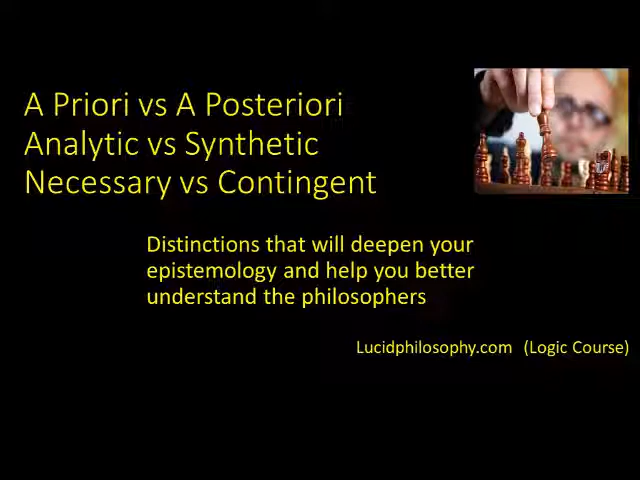 A Priori vs A Posteriori
Analytic vs Synthetic
Necessary vs Contingent
Distinctions that will deepen your
epistemology and help you better
understand the philosophers
Lucidphilosophy.com (Logic Course)